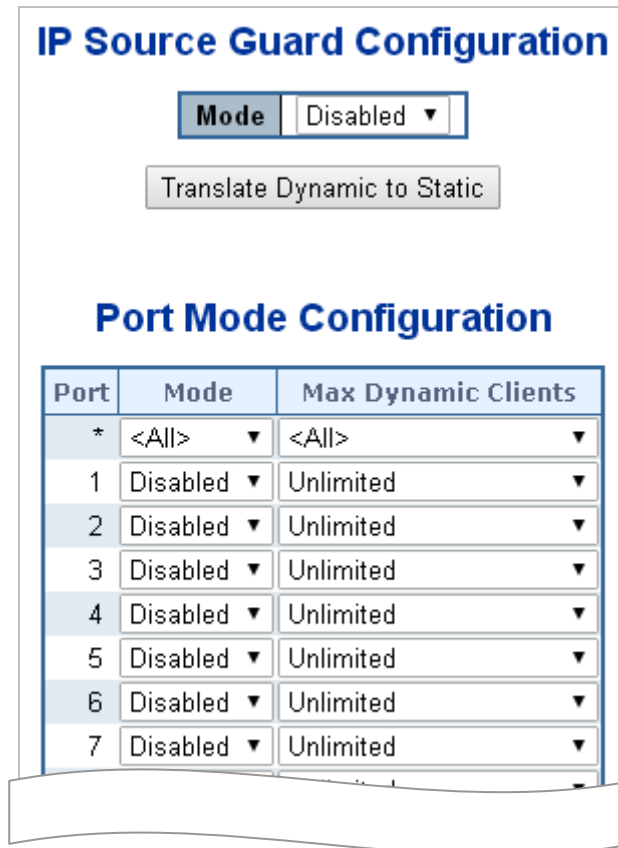 IP Source Guard Configuration
Mode Disabled
Translate Dynamic to Static
Port Mode Configuration
Port Mode Max Dynamic Clients
* <All> <All>
1 Disabled Unlimited
2 Disabled Unlimited
3 Disabled Unlimited
4 Disabled Unlimited
5 Disabled Unlimited
6 Disabled Unlimited
7 Disabled Unlimited